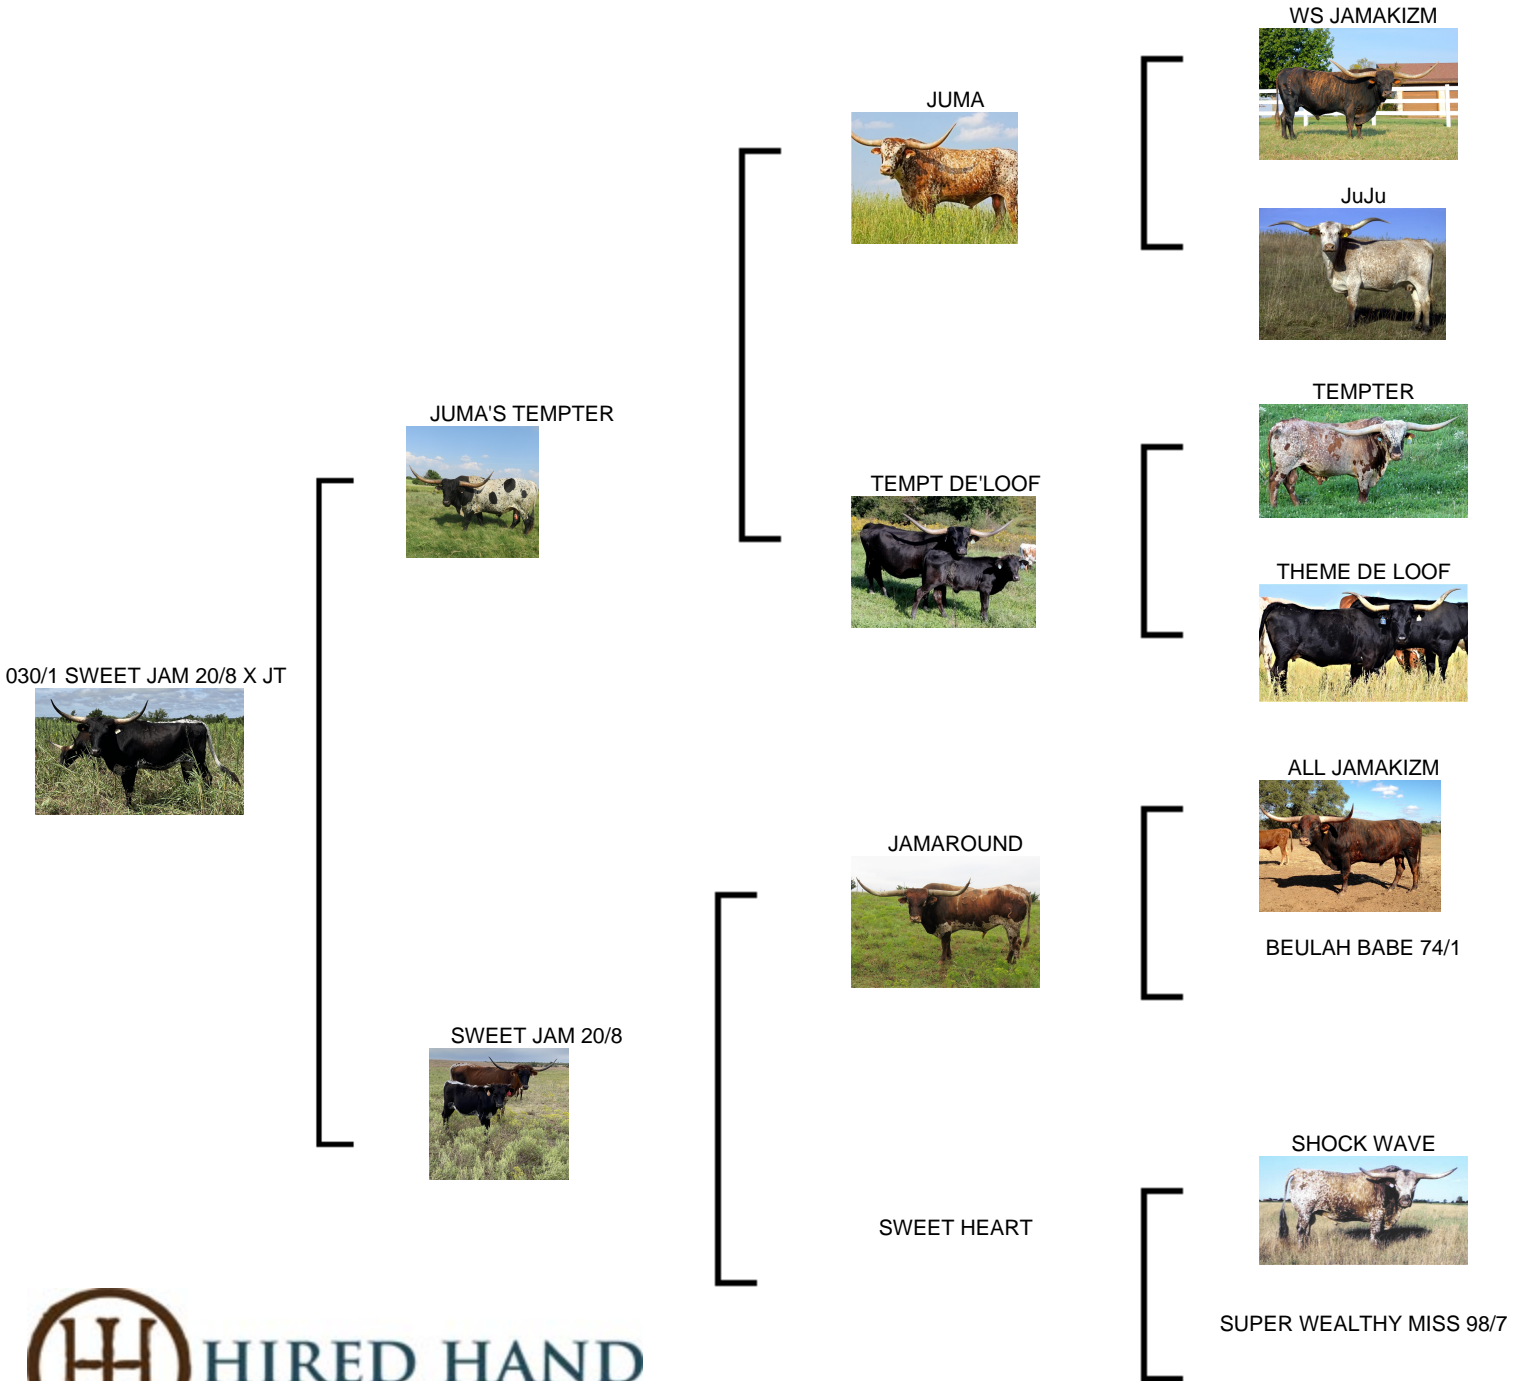 WS JAMAKIZM
JUMA
JuJu
TEMPTER
JUMA'S TEMPTER
TEMPT DE'LOOF
THEME DE LOOF
030/1 SWEET JAM 20/8 X JT
ALL JAMAKIZM
JAMAROUND
BEULAH BABE 74/1
SWEET JAM 20/8
SHOCK WAVE
SWEET HEART
SUPER WEALTHY MISS 98/7
HIRED HAND